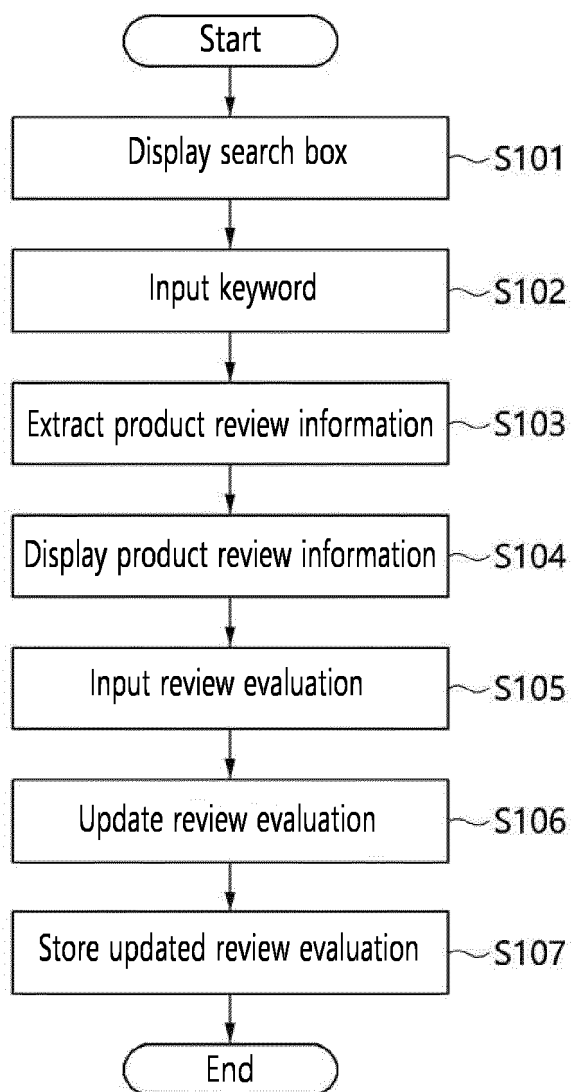 Start
Display search box
S101
Input keyword
S102
Extract product review information
S103
Display product review information
S104
Input review evaluation
S105
Update review evaluation
S106
Store updated review evaluation
S107
End